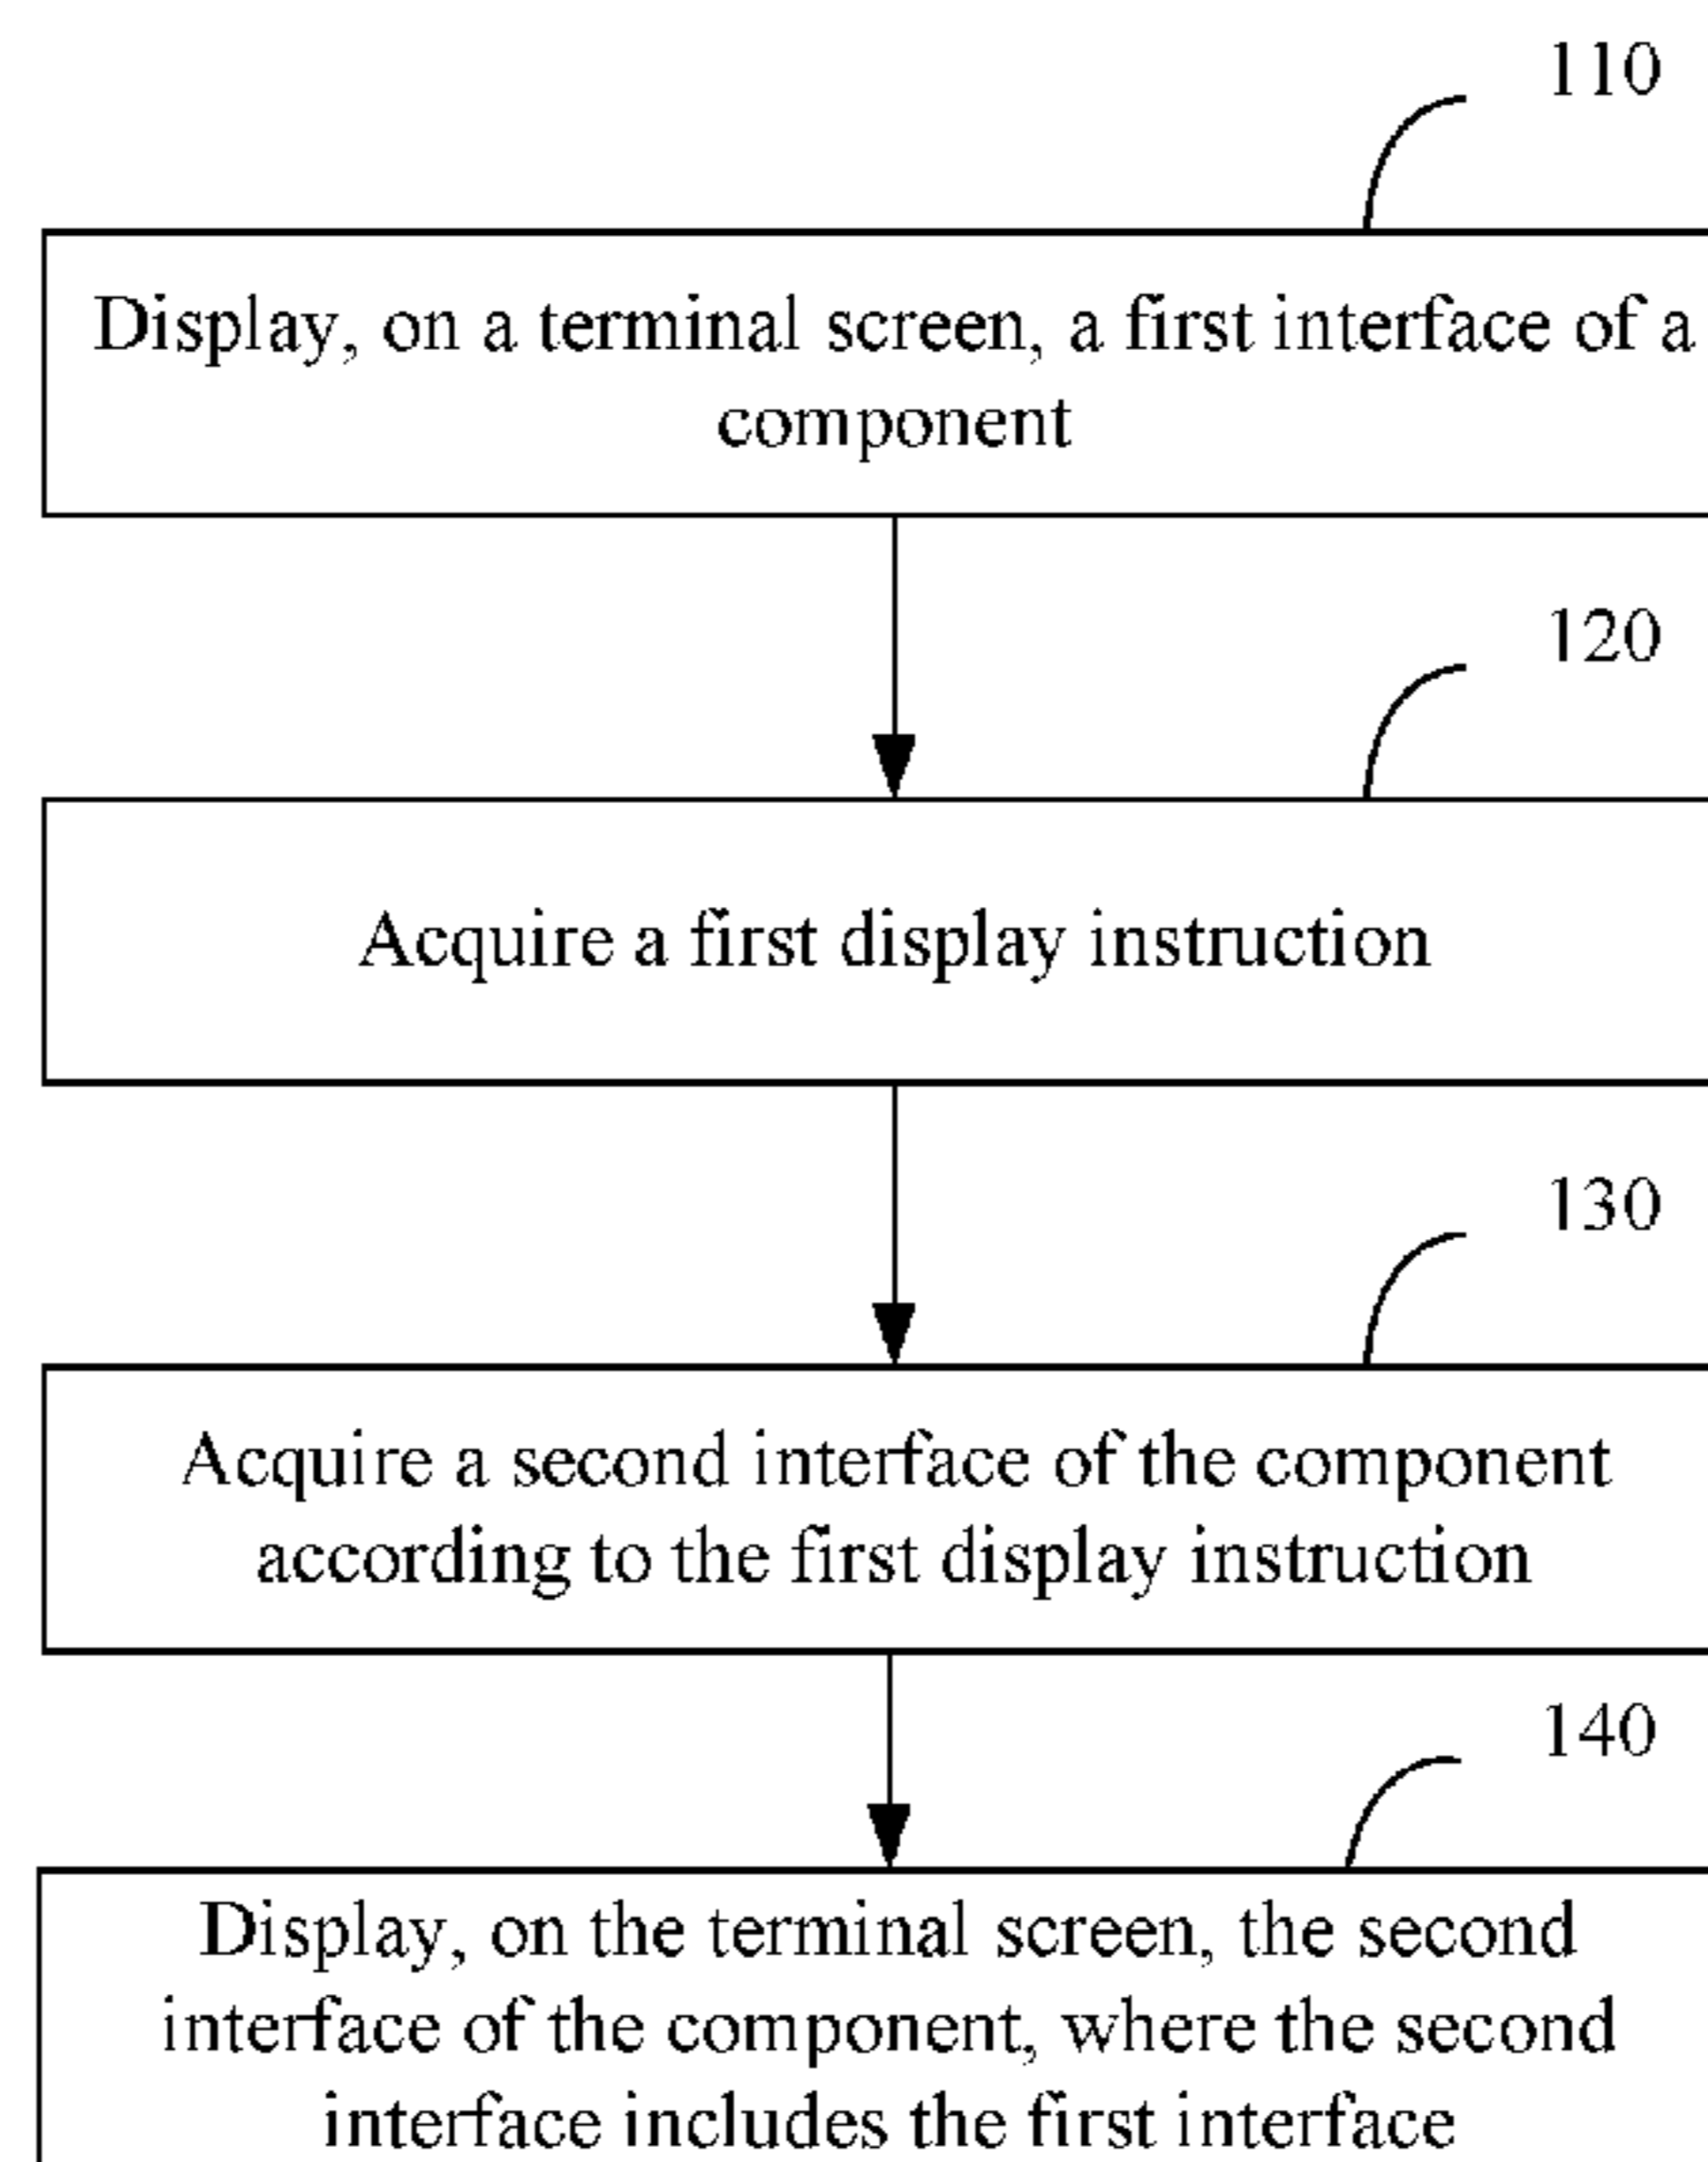 110
Display, on a terminal screen, a first interface of a
component
120
Acquire a first display instruction
130
Acquire a second interface of the component
according to the first display instruction
140
Display, on the terminal screen, the second
interface of the component, where the second
interface includes the first interface